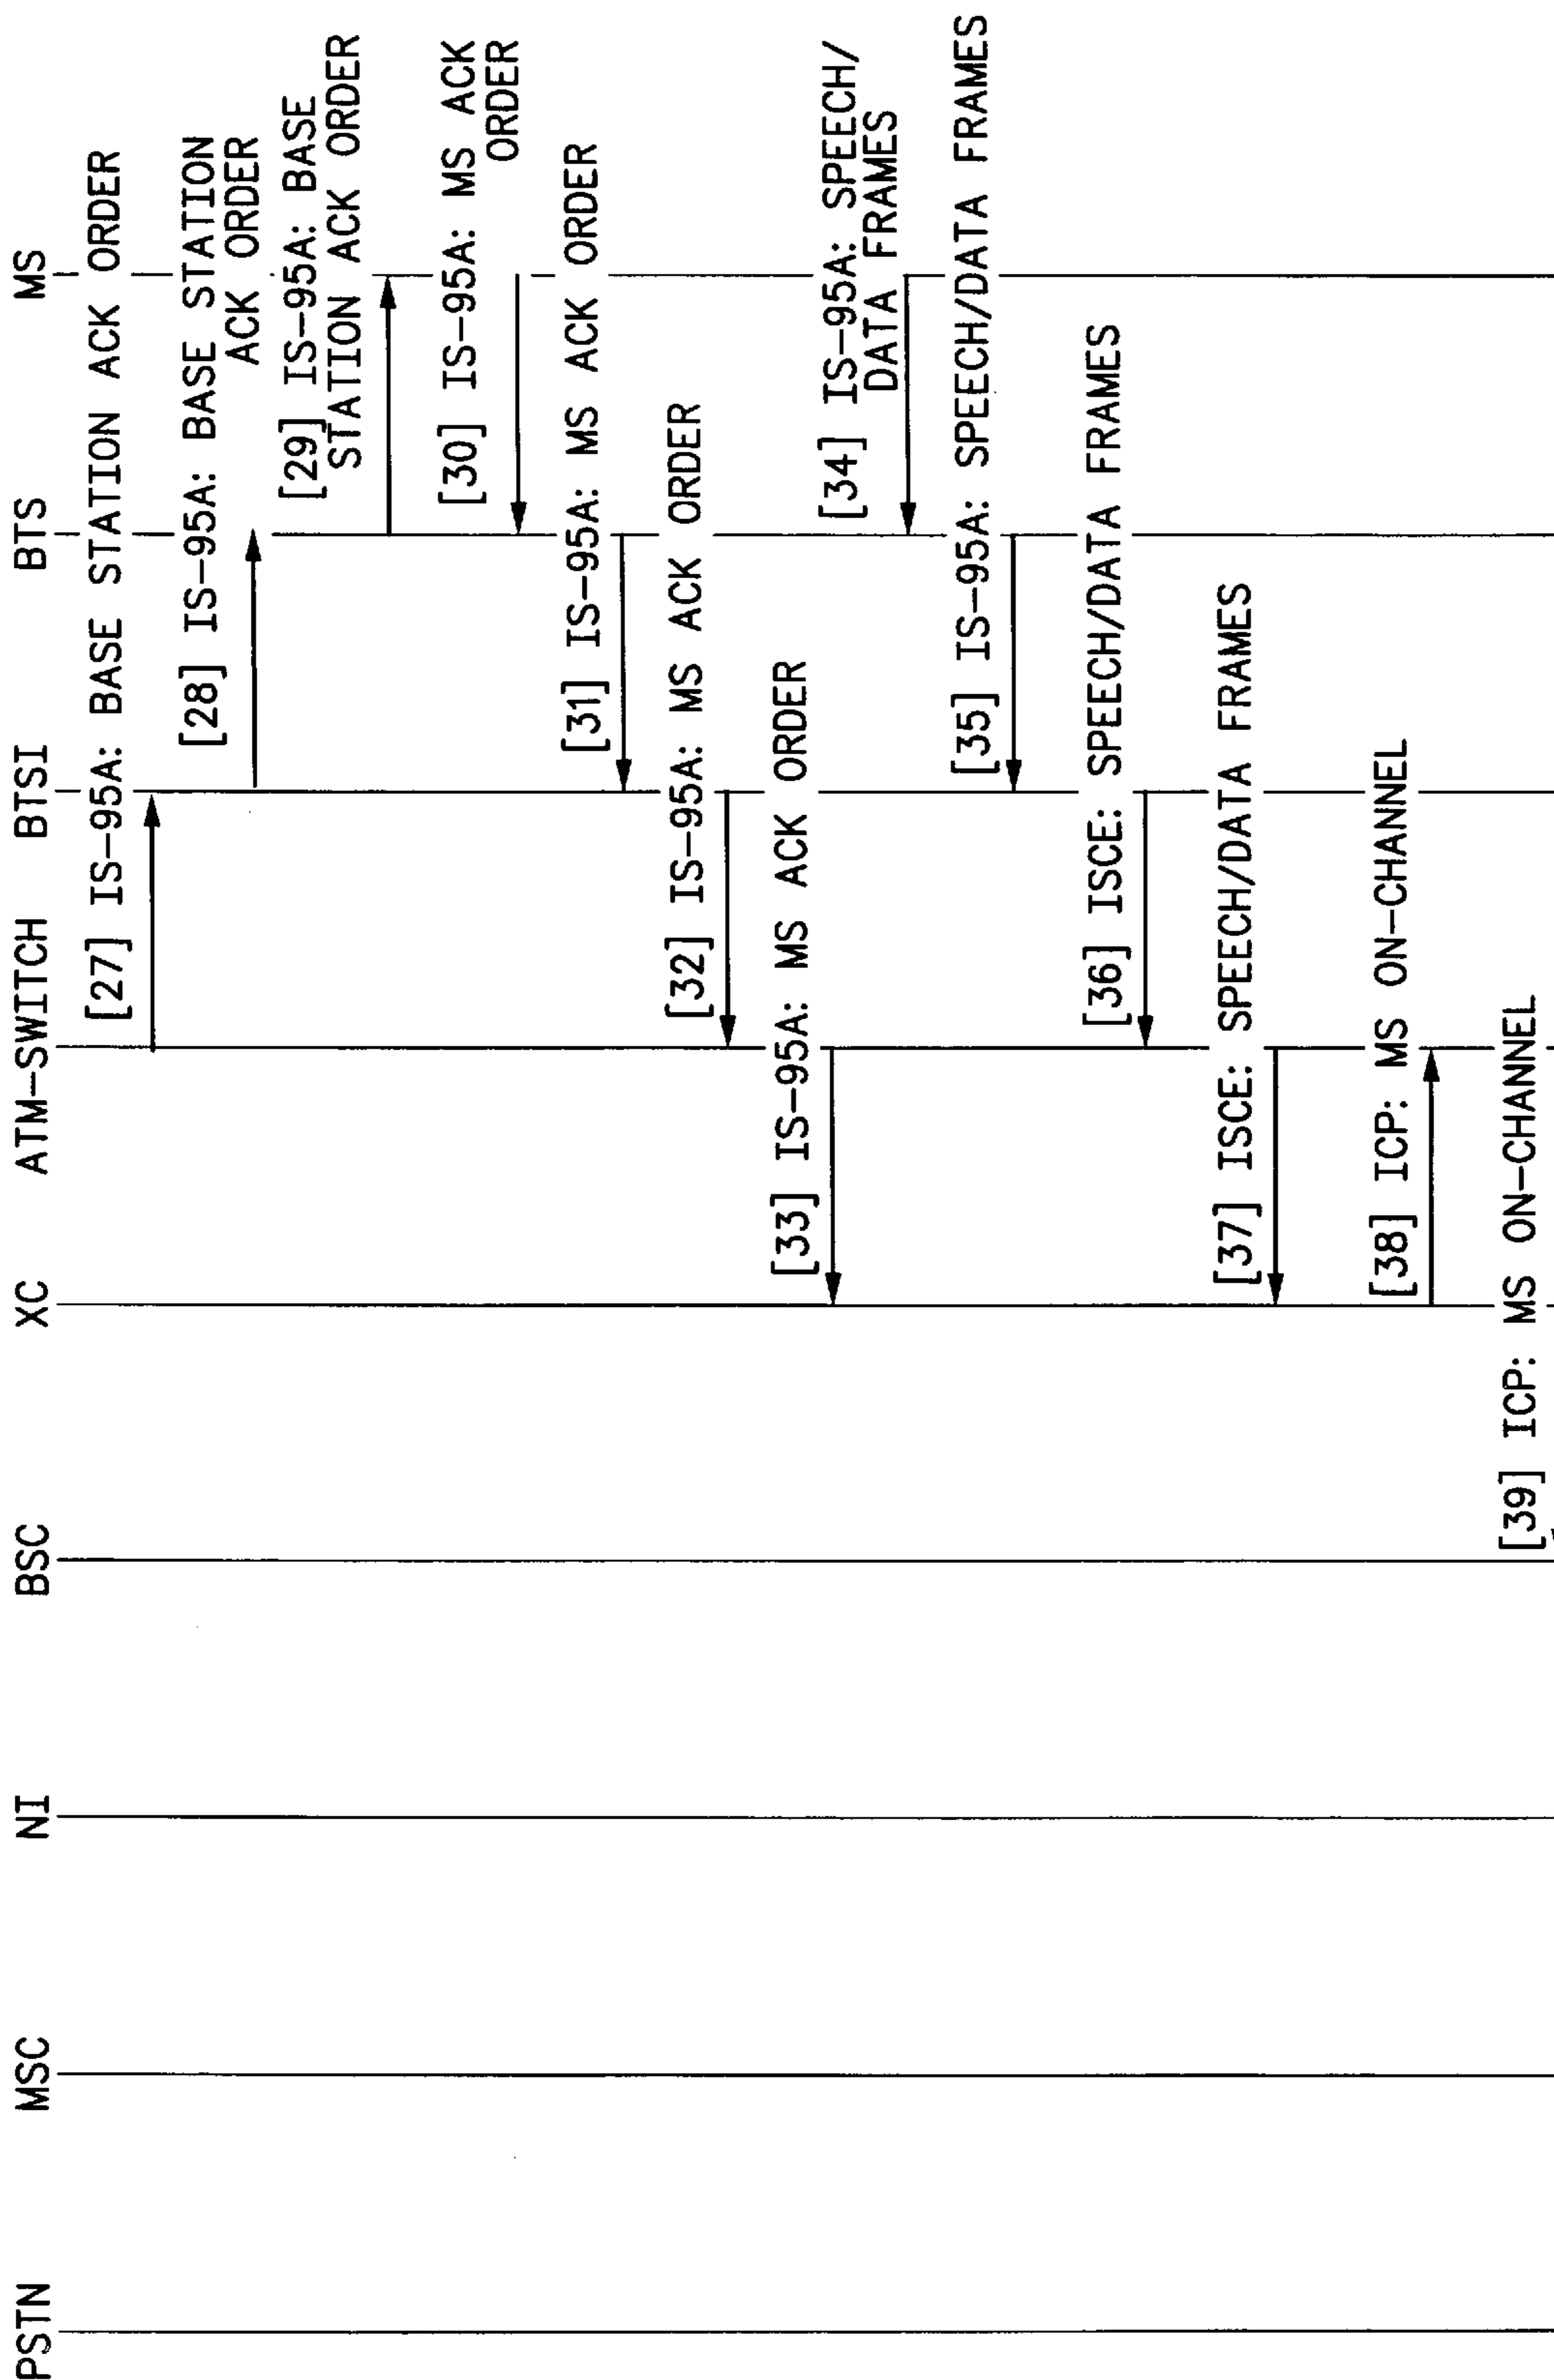 PSTN MSC NI BSC XC ATM-SWITCH BTSI BTS MS
[27] IS-95A: BASE STATION ACK ORDER
[28] IS-95A: BASE STATION
ACK ORDER
[29] IS-95A: BASE
STATION ACK ORDER
[30] IS-95A: MS ACK
ORDER
[31] IS-95A: MS ACK ORDER
[32] IS-95A: MS ACK ORDER
[33] IS-95A: MS ACK ORDER
[34] IS-95A: SPEECH/
DATA FRAMES
[35] IS-95A: SPEECH/DATA FRAMES
[36] ISCE: SPEECH/DATA FRAMES
[37] ISCE: SPEECH/DATA FRAMES
[38] ICP: MS ON-CHANNEL
[39] ICP: MS ON-CHANNEL